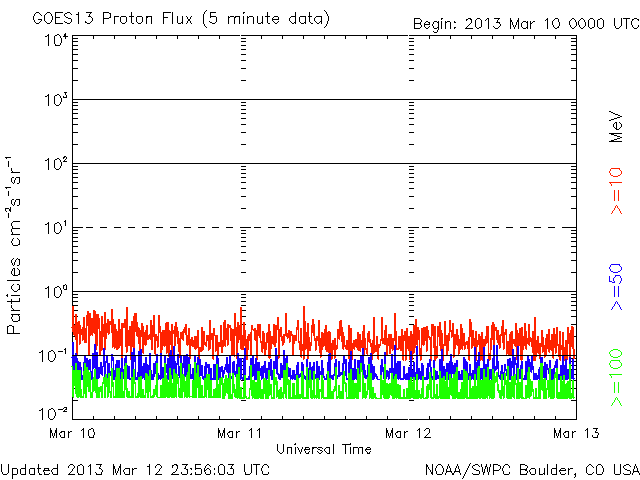 GOES13 Proton Flux (5 minute data)
Begin: 2013 Mar 10 0000 UTC
10⁴
10³
10²
10¹
10⁰
10⁻¹
10⁻²
Particles cm⁻²s⁻¹sr⁻¹
MeV
>=10
>=50
>=100
Mar 10
Mar 11
Mar 12
Mar 13
Universal Time
Updated 2013 Mar 12 23:56:03 UTC
NOAA/SWPC Boulder, CO USA